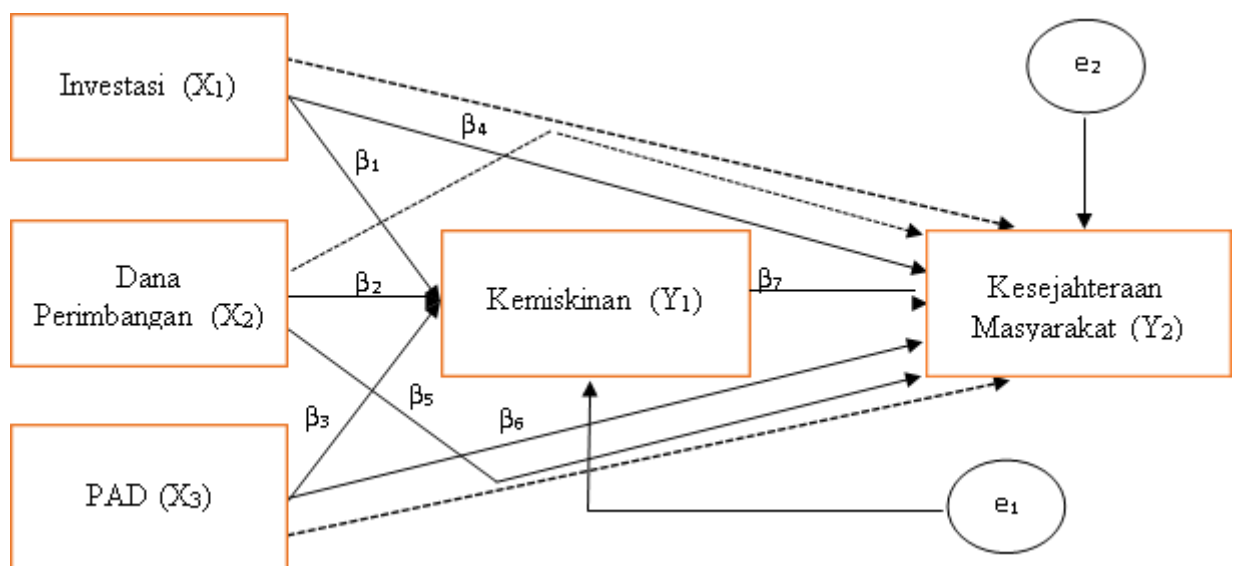 Investasi (X₁)
e₂
β₄
β₁
Dana
Perimbangan (X₂)
β₂
Kemiskinan (Y₁)
β₇
Kesejahteraan
Masyarakat (Y₂)
β₃
β₅
β₆
PAD (X₃)
e₁